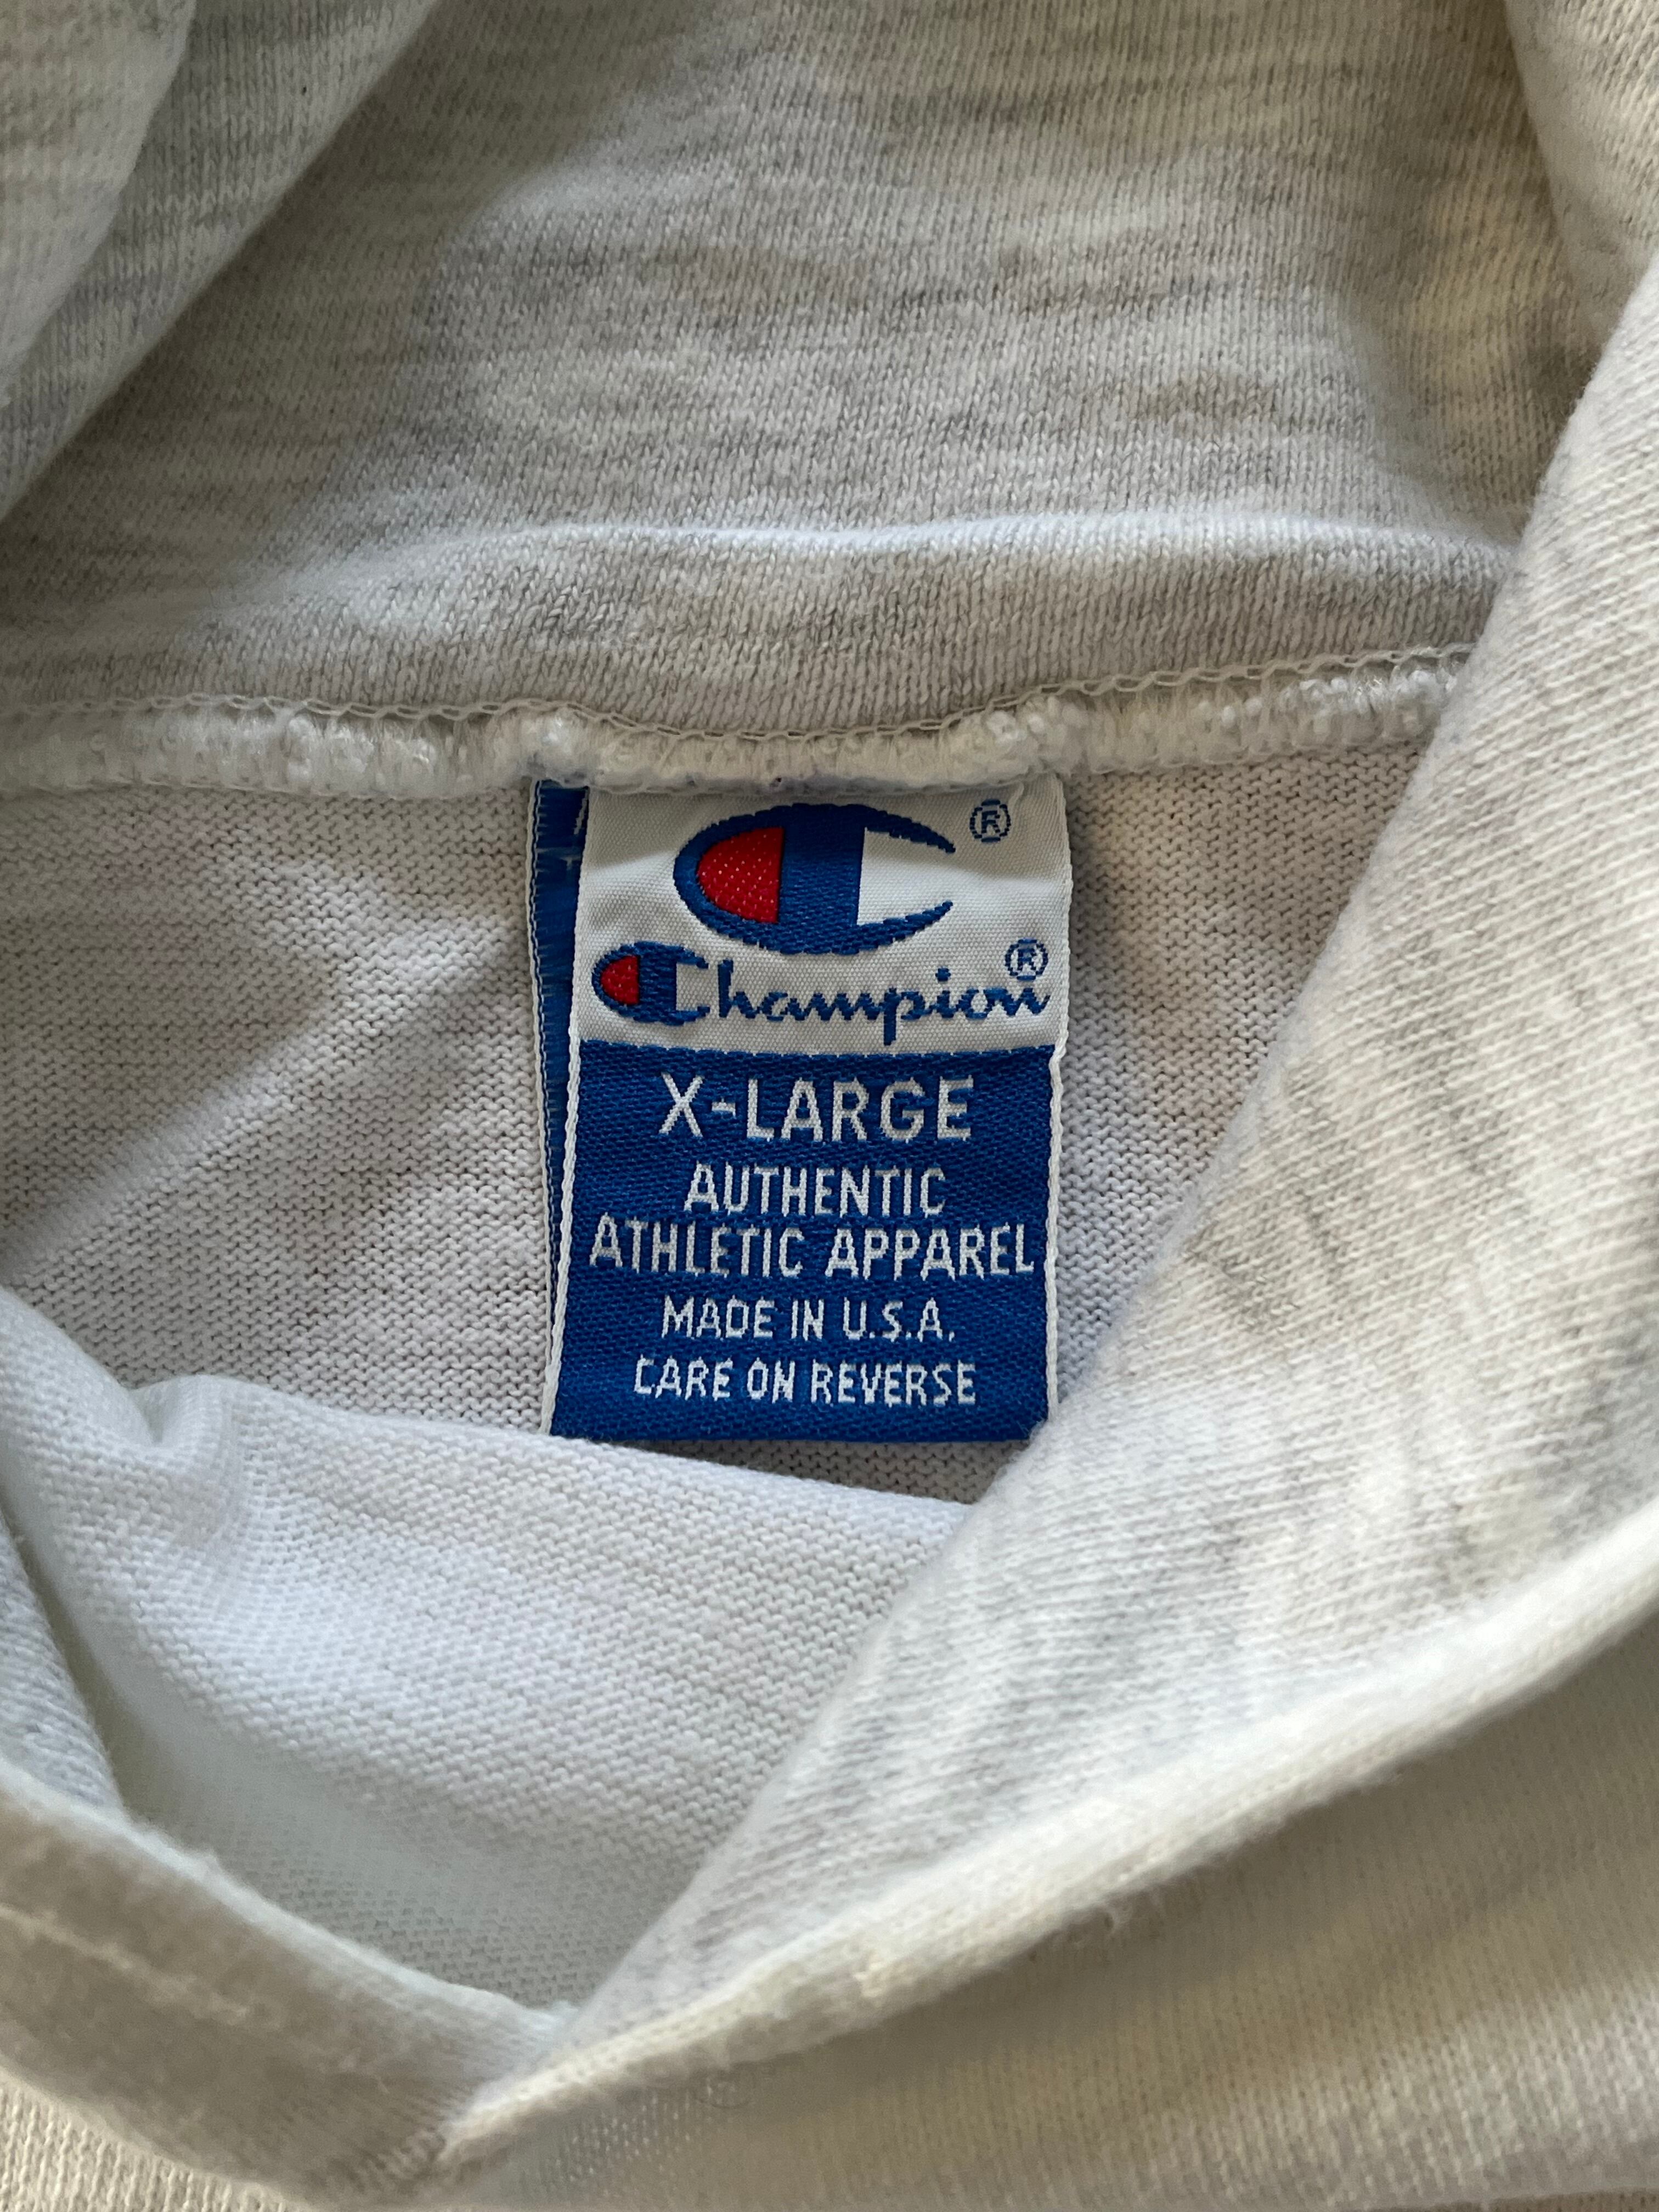 ®
Champion®
X-LARGE
AUTHENTIC
ATHLETIC APPAREL
MADE IN U.S.A.
CARE ON REVERSE